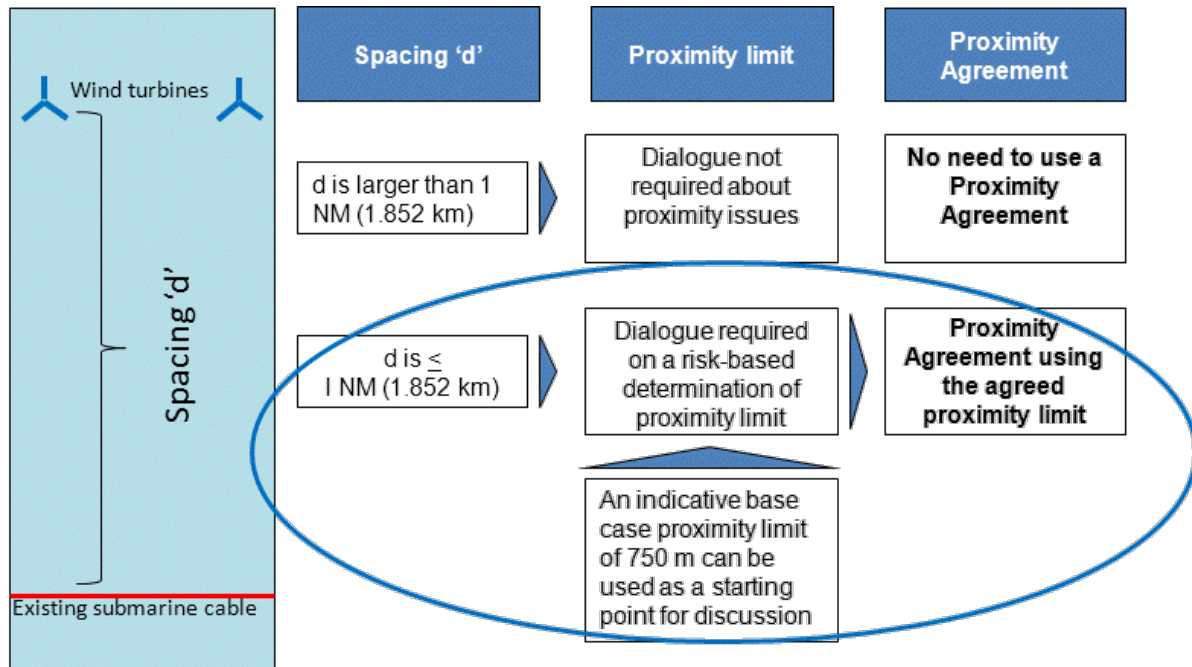 Wind turbines
Spacing ‘d’
Existing submarine cable
Spacing ‘d’
Proximity limit
Proximity
Agreement
d is larger than 1
NM (1.852 km)
Dialogue not
required about
proximity issues
No need to use a
Proximity
Agreement
d is ≤
I NM (1.852 km)
Dialogue required
on a risk-based
determination of
proximity limit
Proximity
Agreement using
the agreed
proximity limit
An indicative base
case proximity limit
of 750 m can be
used as a starting
point for discussion